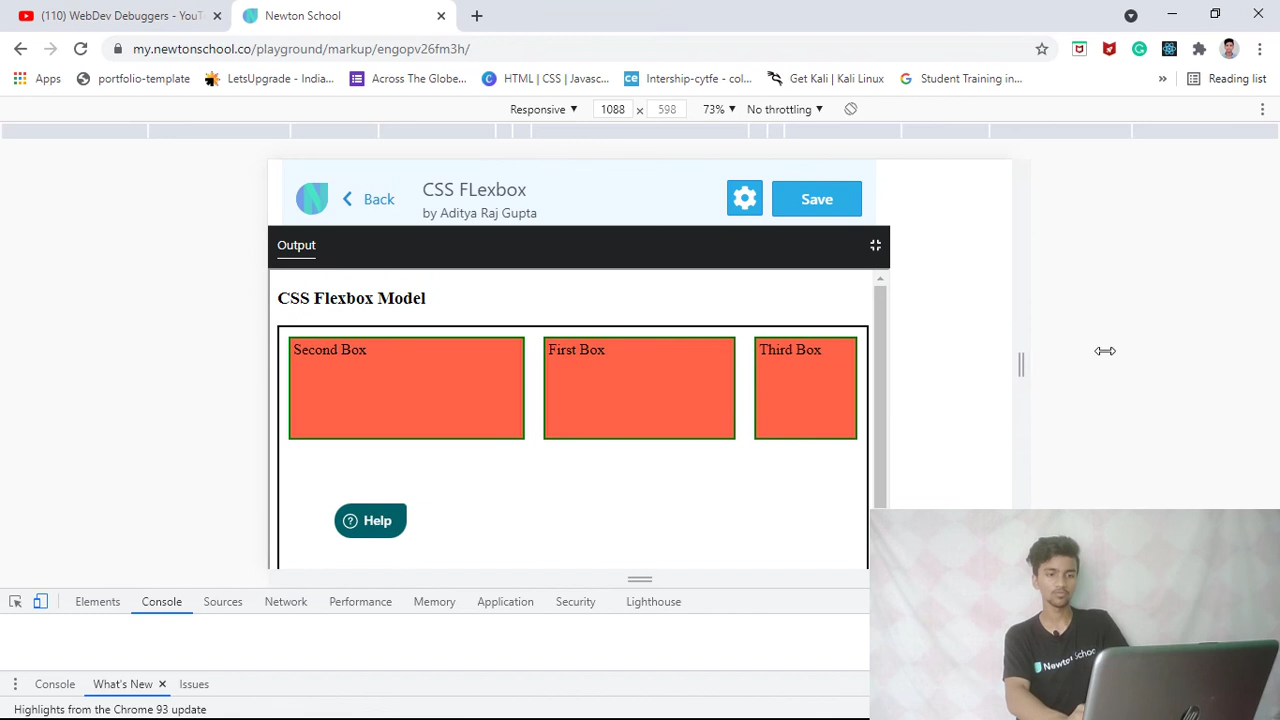 (110) WebDev Debuggers - YouT
Newton School
my.newtonschool.co/playground/markup/engopv26fm3h/
Apps
portfolio-template
LetsUpgrade - India...
Across The Globe...
HTML | CSS | Javasc...
Intership-cytfe - col...
Get Kali | Kali Linux
Student Training in...
»
Reading list
Responsive
1088 x 598
73%
No throttling
Back
CSS FLexbox
by Aditya Raj Gupta
Save
Output
CSS Flexbox Model
Second Box
First Box
Third Box
Help
Elements
Console
Sources
Network
Performance
Memory
Application
Security
Lighthouse
Console
What's New
Issues
Highlights from the Chrome 93 update
Newton School
hp